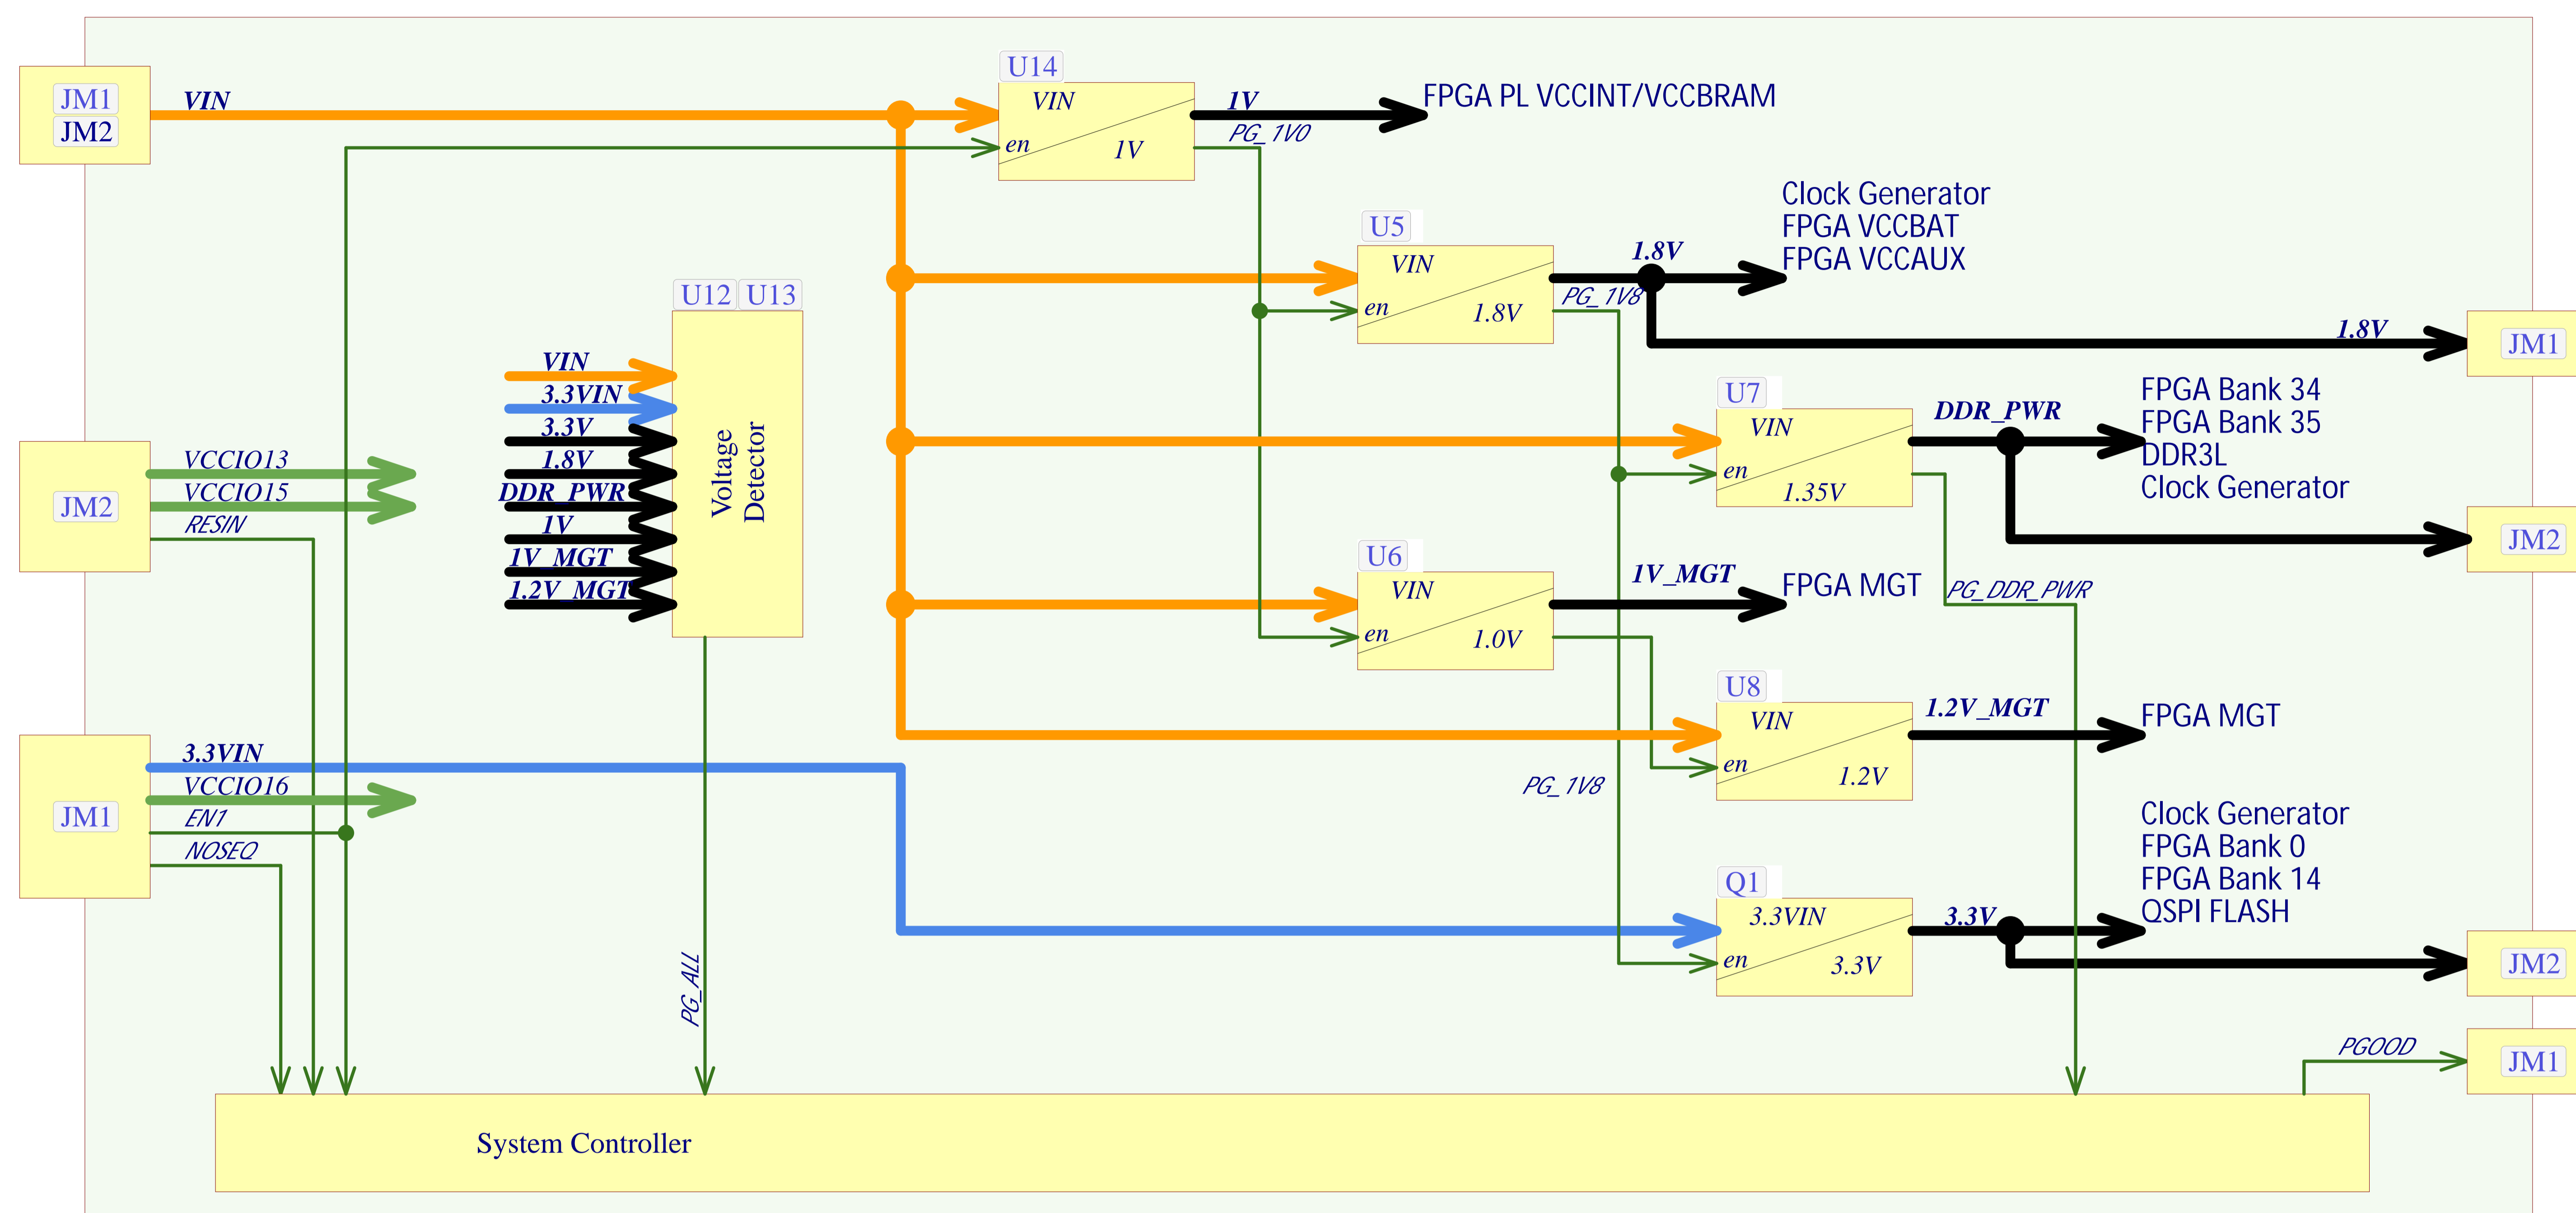 U14
JM1
JM2
VIN
VIN
en
1V
1V
PG_1V0
FPGA PL VCCINT/VCCBRAM
U5
VIN
en
1.8V
1.8V
PG_1V8
Clock Generator
FPGA VCCBAT
FPGA VCCAUX
1.8V
JM1
U12 U13
VIN
3.3VIN
3.3V
1.8V
DDR_PWR
1V
1V_MGT
1.2V_MGT
Voltage
Detector
U7
VIN
en
1.35V
DDR_PWR
FPGA Bank 34
FPGA Bank 35
DDR3L
Clock Generator
JM2
PG_DDR_PWR
JM2
VCCIO13
VCCIO15
RESIN
U6
VIN
en
1.0V
1V_MGT
FPGA MGT
U8
VIN
en
1.2V
1.2V_MGT
FPGA MGT
PG_1V8
JM1
3.3VIN
VCCIO16
EN1
NOSEQ
Q1
3.3VIN
en
3.3V
3.3V
Clock Generator
FPGA Bank 0
FPGA Bank 14
QSPI FLASH
JM2
PG_ALL
PGOOD
JM1
System Controller